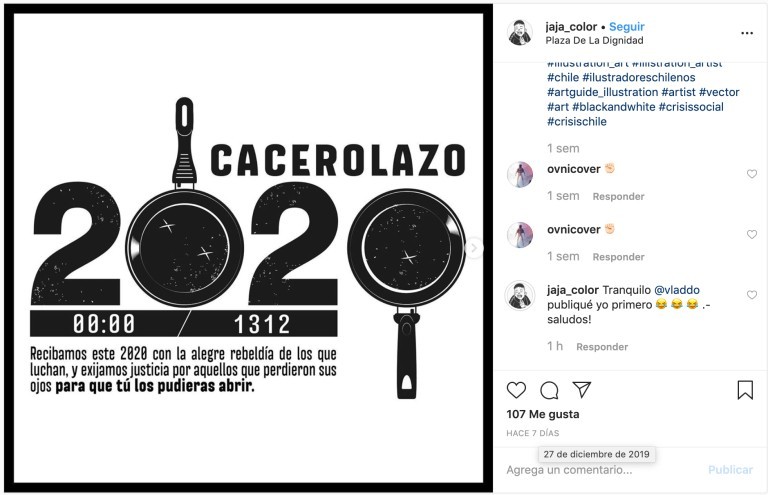 CACEROLAZO
2020
00:00 / 1312
Recibamos este 2020 con la alegre rebeldía de los que
luchan, y exijamos justicia por aquellos que perdieron sus
ojos para que tú los pudieras abrir.
jaja_color • Seguir
Plaza De La Dignidad
#illustration_art #illistration_artist
#chile #ilustradoreschilenos
#artguide_illustration #artist #vector
#art #blackandwhite #crisissocial
#crisischile
1 sem
ovnicover ✊🏻
1 sem Responder
ovnicover ✊🏻
1 sem Responder
jaja_color Tranquilo @vladdo
publiqué yo primero 😂 😂 😂 .-
saludos!
1 h Responder
107 Me gusta
HACE 7 DÍAS
27 de diciembre de 2019
Agrega un comentario... Publicar